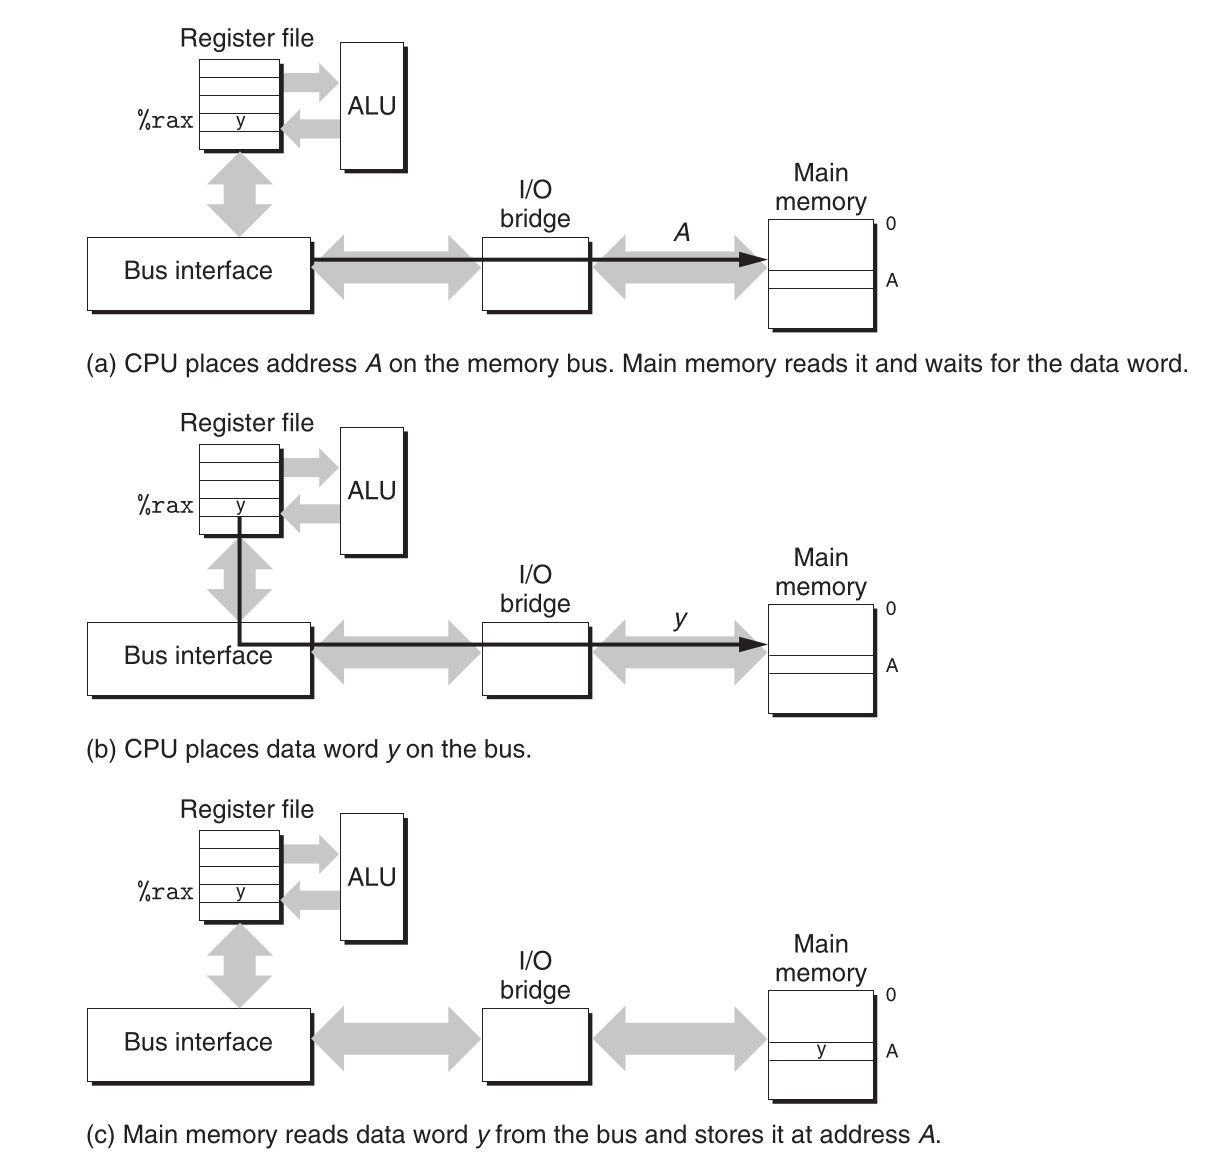 Register file
ALU
%rax
y
I/O
bridge
Main
memory
0
A
Bus interface
A
(a) CPU places address A on the memory bus. Main memory reads it and waits for the data word.
Register file
ALU
%rax
y
I/O
bridge
Main
memory
0
y
Bus interface
A
(b) CPU places data word y on the bus.
Register file
ALU
%rax
y
I/O
bridge
Main
memory
0
Bus interface
y
A
(c) Main memory reads data word y from the bus and stores it at address A.